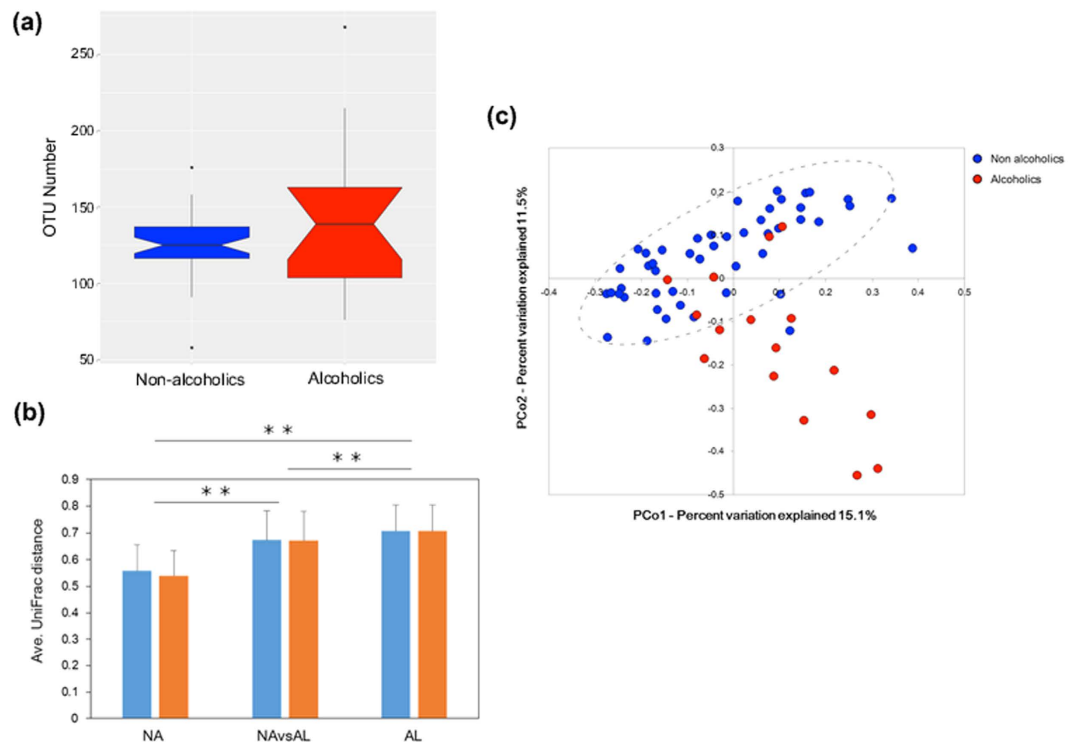 (a)
OTU Number
250
200
150
100
50
Non-alcoholics
Alcoholics
(b)
* *
* *
* *
Ave. UniFrac distance
0.9
0.8
0.7
0.6
0.5
0.4
0.3
0.2
0.1
0
NA
NAvsAL
AL
(c)
PCo2 - Percent variation explained 11.5%
0.3
0.2
0.1
0.0
-0.1
-0.2
-0.3
-0.4
-0.5
-0.4
-0.3
-0.2
-0.1
0.0
0.1
0.2
0.3
0.4
0.5
PCo1 - Percent variation explained 15.1%
Non alcoholics
Alcoholics